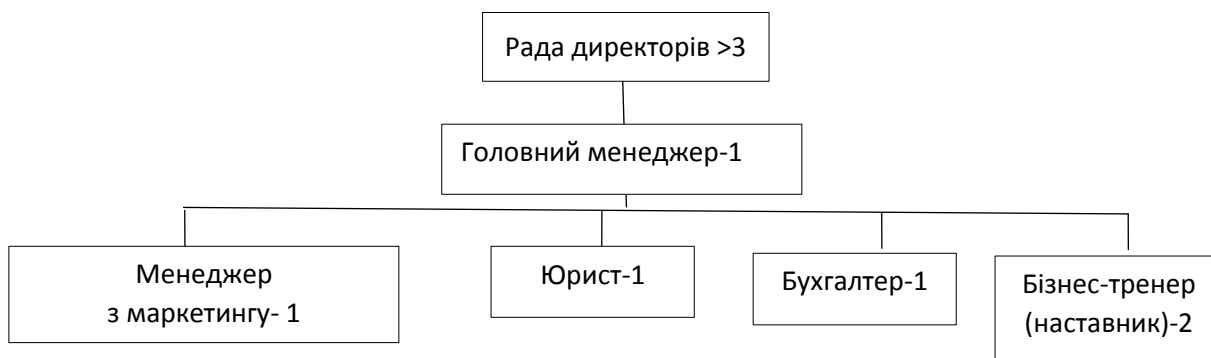 Рада директорів >3
Головний менеджер-1
Менеджер
з маркетингу- 1
Юрист-1
Бухгалтер-1
Бізнес-тренер
(наставник)-2